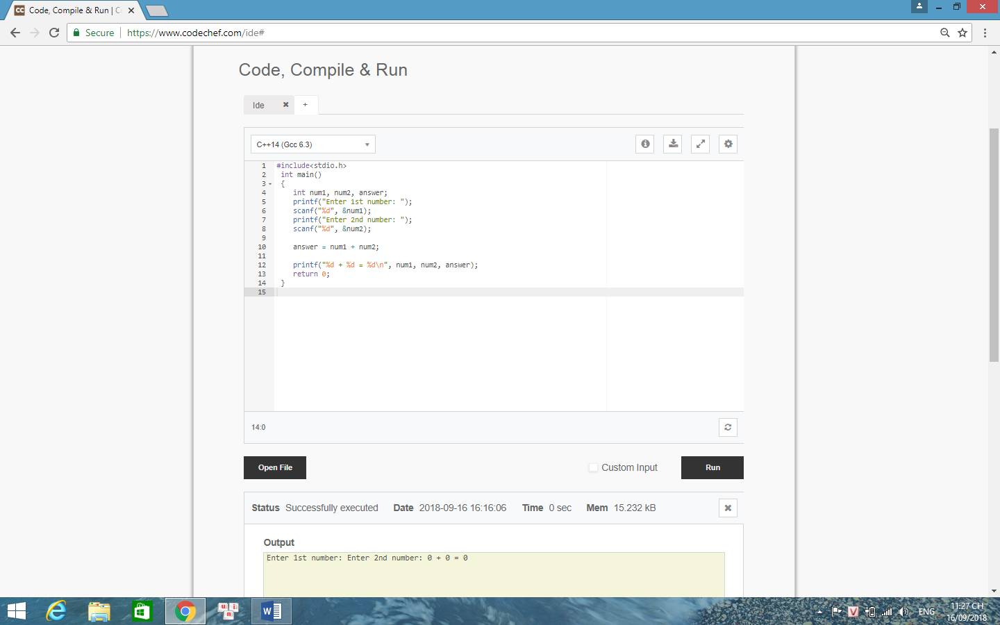 Code, Compile & Run | C
Secure https://www.codechef.com/ide#
Code, Compile & Run
Ide +
C++14 (Gcc 6.3)
1 #include<stdio.h>
2 int main()
3 {
4 int num1, num2, answer;
5 printf("Enter 1st number: ");
6 scanf("%d", &num1);
7 printf("Enter 2nd number: ");
8 scanf("%d", &num2);
9
10 answer = num1 + num2;
11
12 printf("%d + %d = %d\n", num1, num2, answer);
13 return 0;
14 }
15
14:0
Open File Custom Input Run
Status Successfully executed Date 2018-09-16 16:16:06 Time 0 sec Mem 15.232 kB
Output
Enter 1st number: Enter 2nd number: 0 + 0 = 0
ENG 11:27 CH
16/09/2018